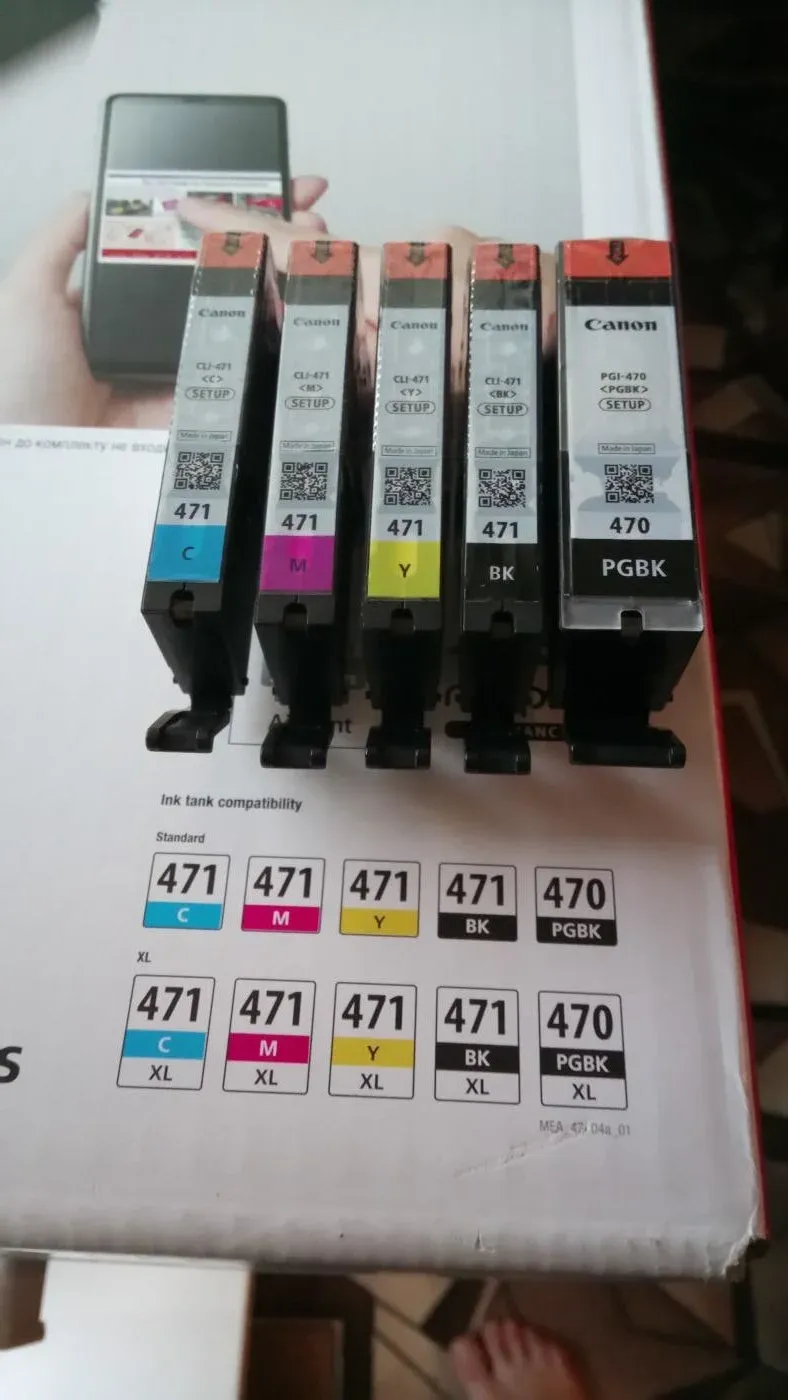 Canon
CLI-471
<C>
SETUP
Made in Japan
471
C
Canon
CLI-471
<M>
SETUP
Made in Japan
471
M
Canon
CLI-471
<Y>
SETUP
Made in Japan
471
Y
Canon
CLI-471
<BK>
SETUP
Made in Japan
471
BK
Canon
PGI-470
<PGBK>
SETUP
Made in Japan
470
PGBK
до комплекту не
Ink tank compatibility
Standard
471
C
471
M
471
Y
471
BK
470
PGBK
XL
471
C
XL
471
M
XL
471
Y
XL
471
BK
XL
470
PGBK
XL
s